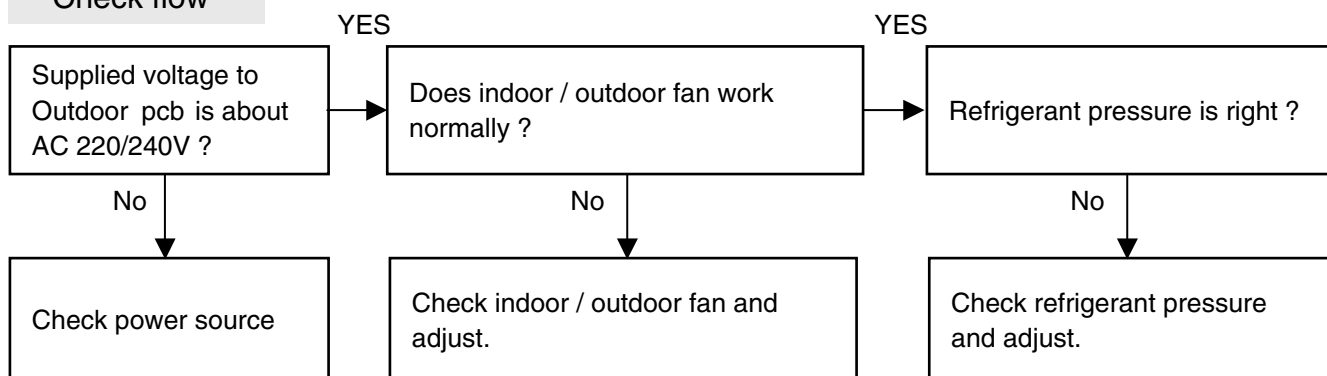 Check flow
YES
YES
Supplied voltage to
Outdoor pcb is about
AC 220/240V ?
Does indoor / outdoor fan work
normally ?
Refrigerant pressure is right ?
No
No
No
Check power source
Check indoor / outdoor fan and
adjust.
Check refrigerant pressure
and adjust.